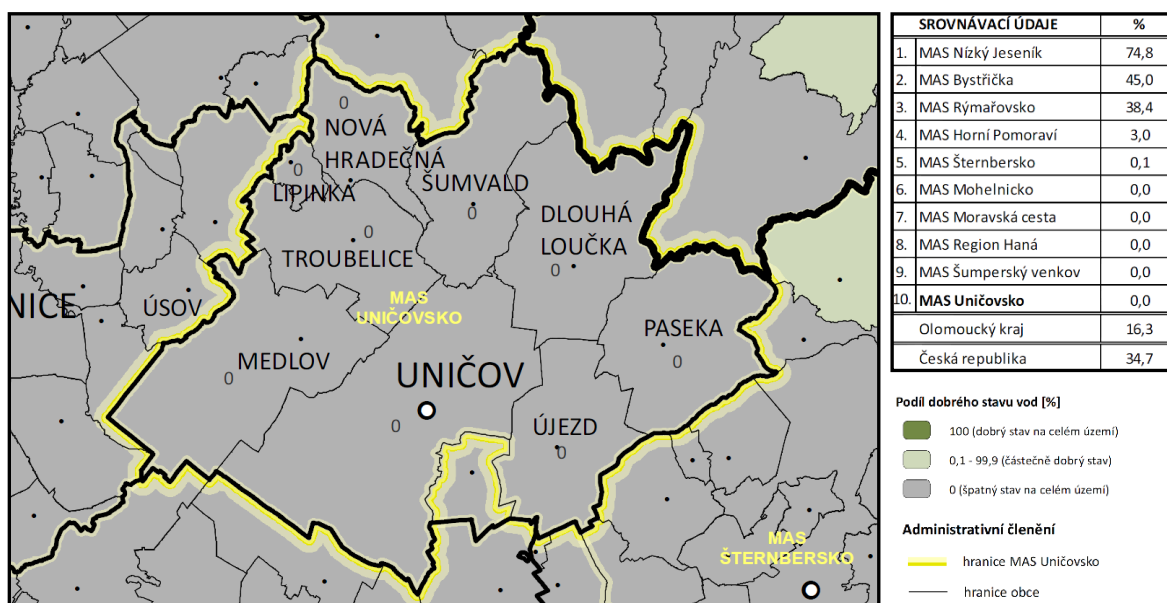 0
NOVÁ
HRADEČNÁ
0
LIPINKA
ŠUMVALD
0
0
TROUBELICE
DLOUHÁ
LOUČKA
0
NICE
ÚSOV
MAS
UNIČOVSKO
PASEKA
0
MEDLOV
0
UNIČOV
0
ÚJEZD
0
MAS
ŠTERNBERSKO
SROVNÁVACÍ ÚDAJE %
1. MAS Nízký Jeseník 74,8
2. MAS Bystřička 45,0
3. MAS Rýmařovsko 38,4
4. MAS Horní Pomoraví 3,0
5. MAS Šternbersko 0,1
6. MAS Mohelnicko 0,0
7. MAS Moravská cesta 0,0
8. MAS Region Haná 0,0
9. MAS Šumperský venkov 0,0
10. MAS Uničovsko 0,0
Olomoucký kraj 16,3
Česká republika 34,7
Podíl dobrého stavu vod [%]
100 (dobrý stav na celém území)
0,1 - 99,9 (částečně dobrý stav)
0 (špatný stav na celém území)
Administrativní členění
hranice MAS Uničovsko
hranice obce